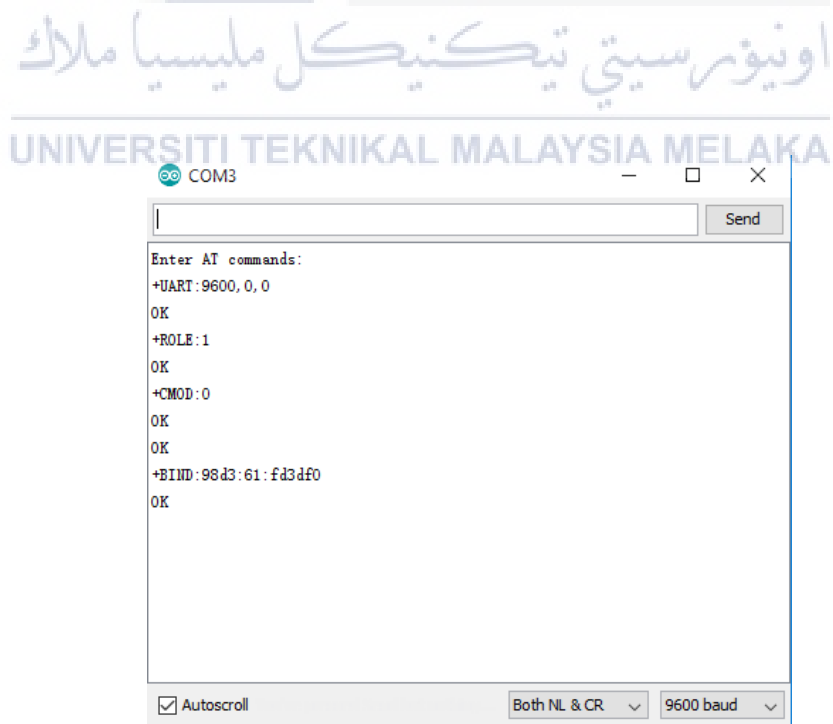 اونيۏرسيتي تيكنيكل مليسيا ملاك
UNIVERSITI TEKNIKAL MALAYSIA MELAKA
COM3
Send
Enter AT commands:
+UART:9600,0,0
OK
+ROLE:1
OK
+CMOD:0
OK
OK
+BIND:98d3:61:fd3df0
OK
Autoscroll
Both NL & CR
9600 baud